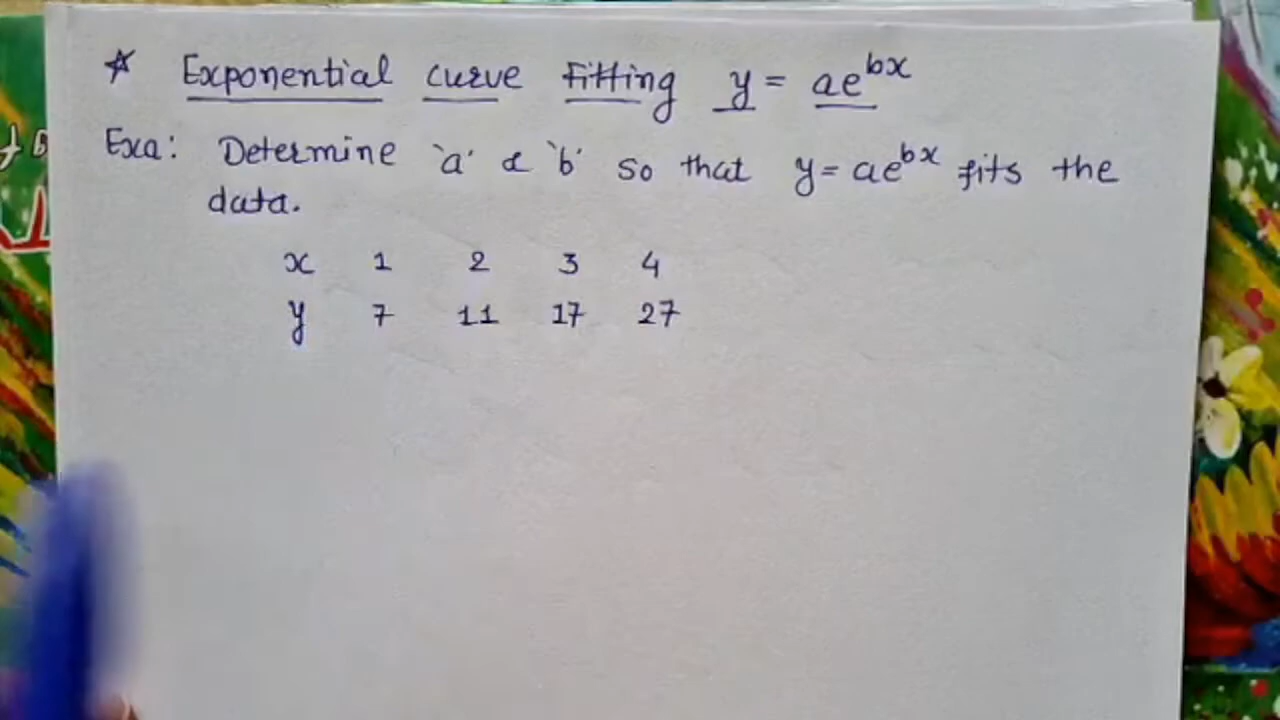 ☆ Exponential curve Fitting y = ae^bx
Exa: Determine `a' & `b' so that y = ae^bx fits the
data.
x 1 2 3 4
y 7 11 17 27